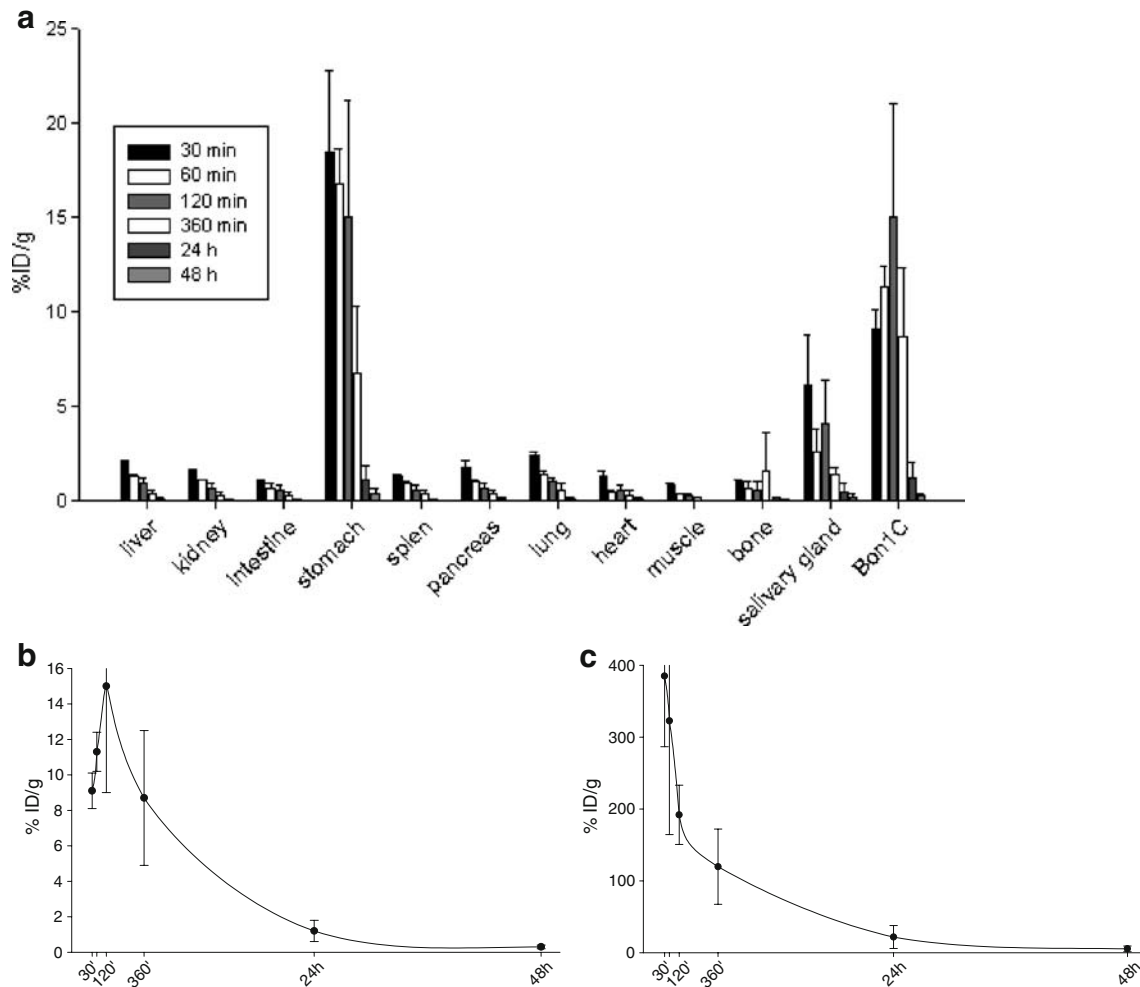 a
25
20
15
10
5
0
%ID/g
30 min
60 min
120 min
360 min
24 h
48 h
liver
kidney
Intestine
stomach
splen
pancreas
lung
heart
muscle
bone
salivary gland
Bon1C
b
16
14
12
10
8
6
4
2
0
% ID/g
30'
120'
360'
24h
48h
c
400
300
200
100
0
% ID/g
30'
120'
360'
24h
48h